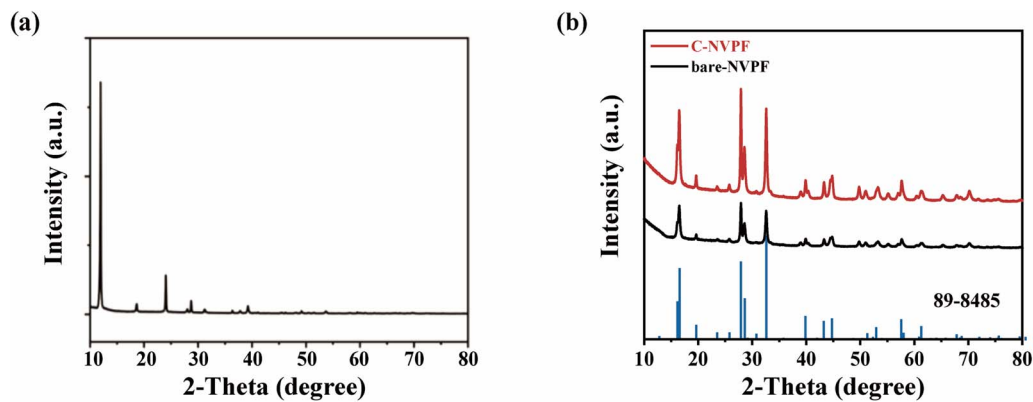 (a)
Intensity (a.u.)
10 20 30 40 50 60 70 80
2-Theta (degree)
(b)
C-NVPF
bare-NVPF
Intensity (a.u.)
89-8485
10 20 30 40 50 60 70 80
2-Theta (degree)